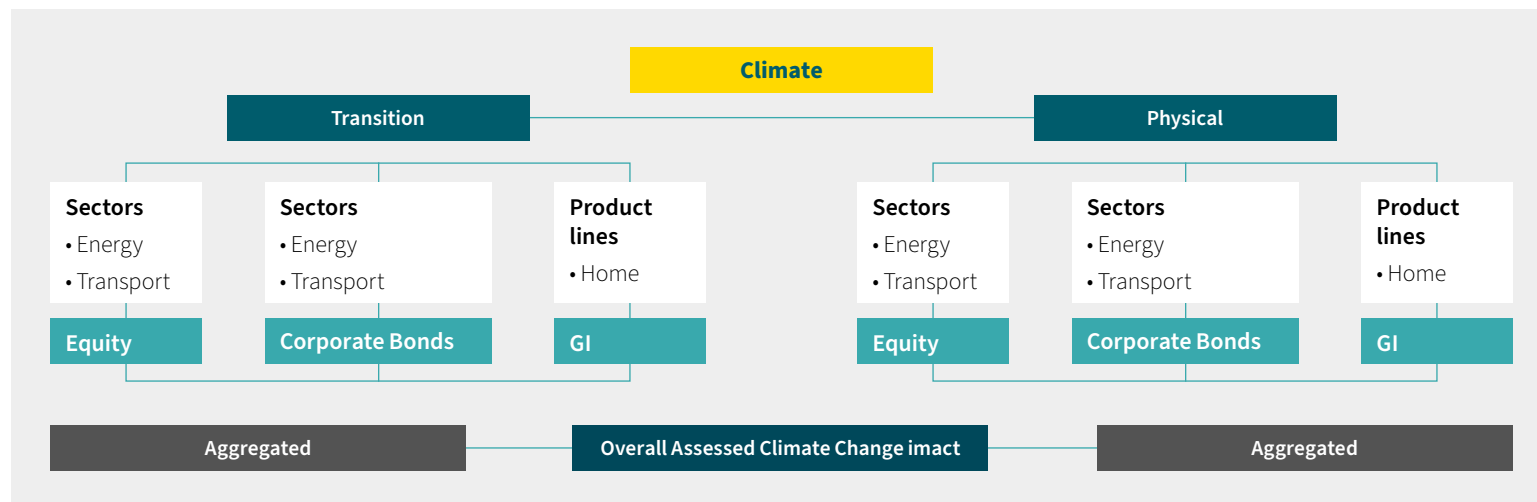 Climate
Transition
Physical
Sectors
• Energy
• Transport
Equity
Sectors
• Energy
• Transport
Corporate Bonds
Product
lines
• Home
GI
Sectors
• Energy
• Transport
Equity
Sectors
• Energy
• Transport
Corporate Bonds
Product
lines
• Home
GI
Aggregated
Overall Assessed Climate Change imact
Aggregated